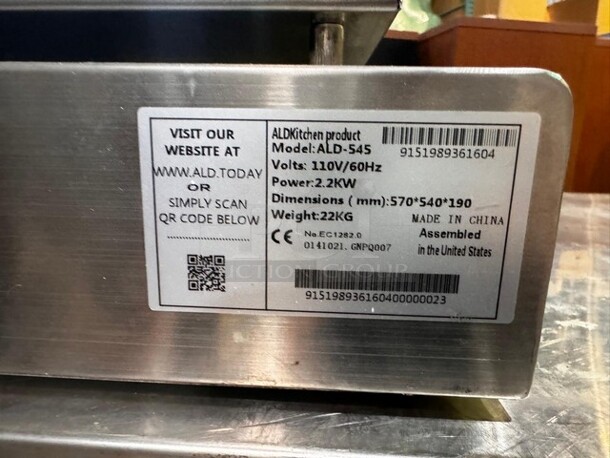 VISIT OUR
WEBSITE AT
WWW.ALD.TODAY
OR
SIMPLY SCAN
QR CODE BELOW
ALDKitchen product
Model:ALD-545
9151989361604
Volts: 110V/60Hz
Power:2.2KW
Dimensions ( mm):570*540*190
Weight:22KG
MADE IN CHINA
CE No.EC1282.0
Assembled
0141021. GNPQ007
in the United States
915198936160400000023